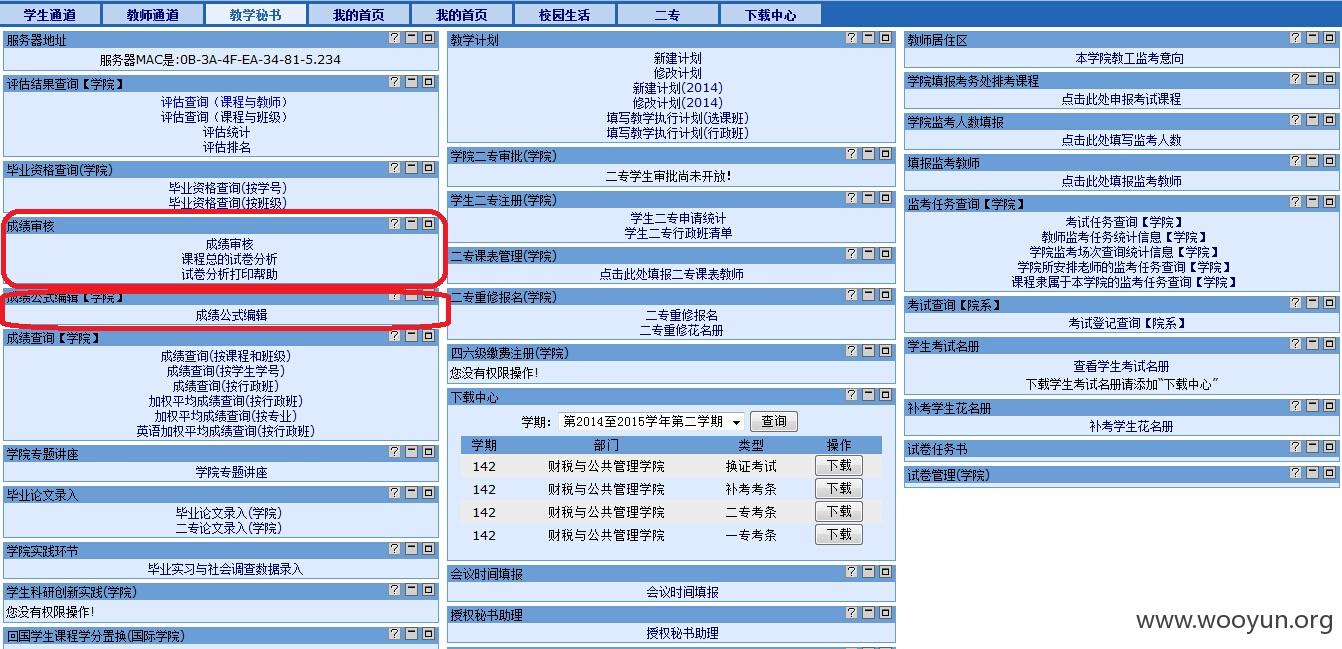 学生通道 教师通道 教学秘书 我的首页 我的首页 校园生活 二专 下载中心
服务器地址
服务器MAC是:0B-3A-4F-EA-34-81-5.234
评估结果查询【学院】
评估查询（课程与教师）
评估查询（课程与班级）
评估统计
评估排名
毕业资格查询(学院)
毕业资格查询(按学号)
毕业资格查询(按班级)
成绩审核
成绩审核
课程总的试卷分析
试卷分析打印帮助
成绩公式编辑【学院】
成绩公式编辑
成绩查询【学院】
成绩查询(按课程和班级)
成绩查询(按学生学号)
成绩查询(按行政班)
加权平均成绩查询(按行政班)
加权平均成绩查询(按专业)
英语加权平均成绩查询(按行政班)
学院专题讲座
学院专题讲座
毕业论文录入
毕业论文录入(学院)
二专论文录入(学院)
学院实践环节
毕业实习与社会调查数据录入
学生科研创新实践(学院)
您没有权限操作!
回国学生课程学分置换(国际学院)
教学计划
新建计划
修改计划
新建计划(2014)
修改计划(2014)
填写教学执行计划(选课班)
填写教学执行计划(行政班)
学院二专审批(学院)
二专学生审批尚未开放!
学生二专注册(学院)
学生二专申请统计
学生二专行政班清单
二专课表管理(学院)
点击此处填报二专课表教师
二专重修报名(学院)
二专重修报名
二专重修花名册
四六级缴费注册(学院)
您没有权限操作!
下载中心
学期: 第2014至2015学年第二学期 查询
学期 部门 类型 操作
142 财税与公共管理学院 换证考试 下载
142 财税与公共管理学院 补考考条 下载
142 财税与公共管理学院 二专考条 下载
142 财税与公共管理学院 一专考条 下载
会议时间填报
会议时间填报
授权秘书助理
授权秘书助理
教师居住区
本学院教工监考意向
学院填报考务处排考课程
点击此处申报考试课程
学院监考人数填报
点击此处填写监考人数
填报监考教师
点击此处填报监考教师
监考任务查询【学院】
考试任务查询【学院】
教师监考任务统计信息【学院】
学院监考场次查询统计信息【学院】
学院所安排老师的监考任务查询【学院】
课程隶属于本学院的监考任务查询【学院】
考试查询【院系】
考试登记查询【院系】
学生考试名册
查看学生考试名册
下载学生考试名册请添加“下载中心”
补考学生花名册
补考学生花名册
试卷任务书
试卷管理(学院)
www.wooyun.org